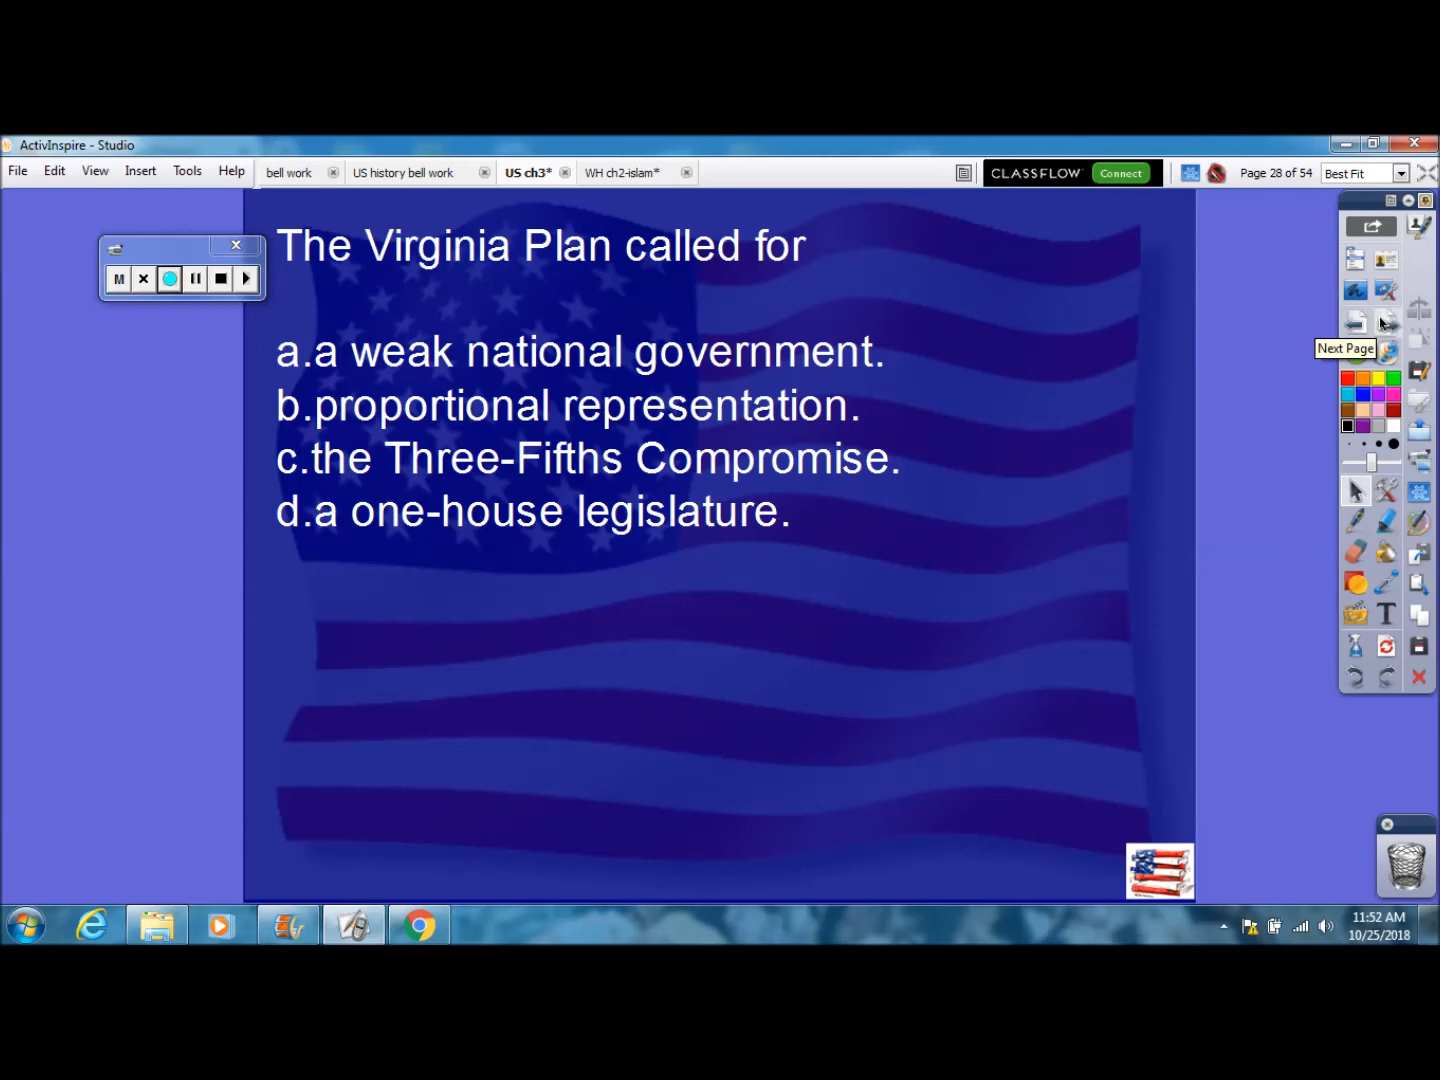 ActivInspire - Studio
File Edit View Insert Tools Help
bell work US history bell work US ch3* WH ch2-islam*
CLASSFLOW Connect
Page 28 of 54 Best Fit
The Virginia Plan called for
M
a.a weak national government.
Next Page
b.proportional representation.
c.the Three-Fifths Compromise.
d.a one-house legislature.
T
11:52 AM
10/25/2018